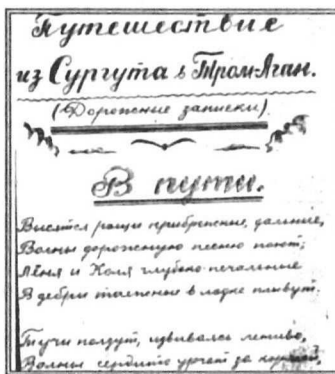 Путешествие
из Сургута в Тром-Аган.
(Дорожные записки).
В пути.
Высятся рощи прибрежные, дальние,
Волны дорожную песню поют;
Лёня и Коля глубоко-печальные
В дебри таежные в лодке плывут.
Тучи ползут, извиваясь лениво,
Волны сердито урчат за кормой,